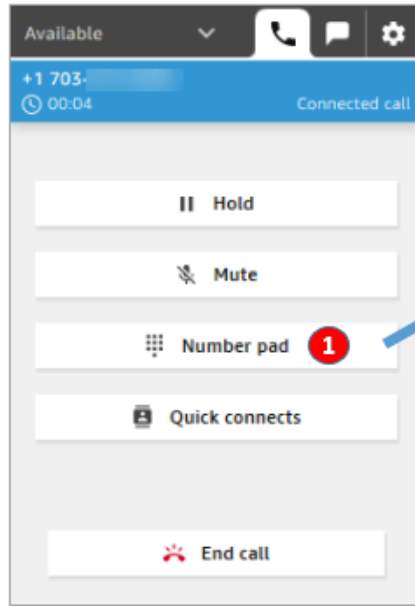 Available
+1 703-
00:04
Connected call
Hold
Mute
Number pad 1
Quick connects
End call